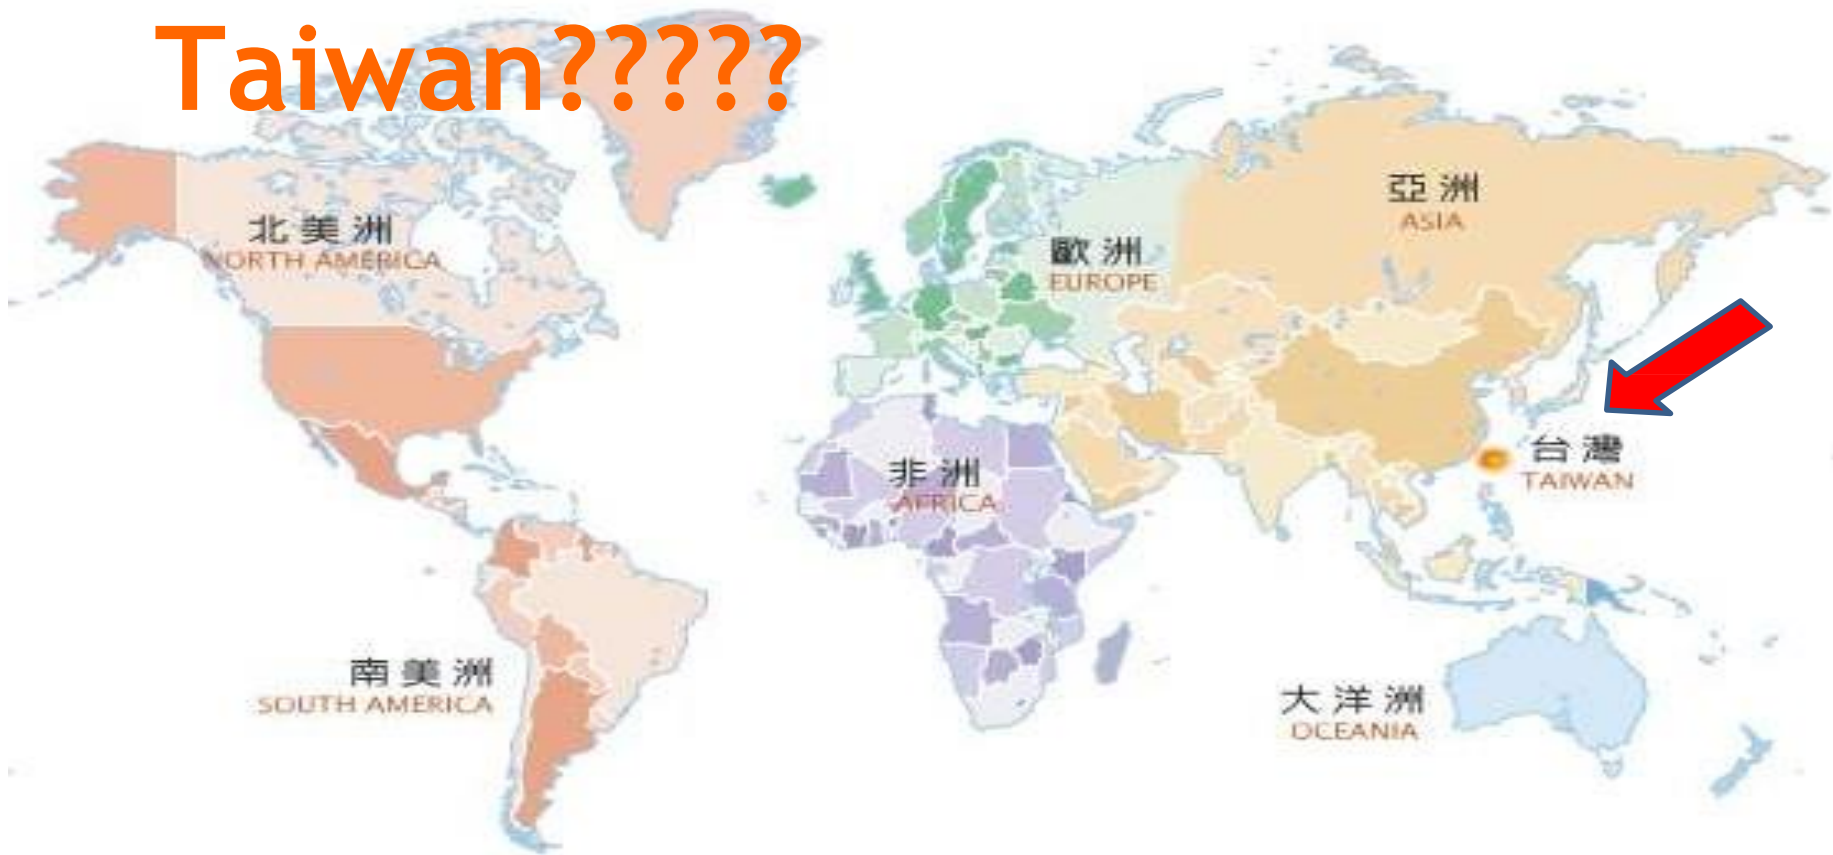 Taiwan?????
北美洲
NORTH AMERICA
歐洲
EUROPE
亞洲
ASIA
非洲
AFRICA
台灣
TAIWAN
南美洲
SOUTH AMERICA
大洋洲
OCEANIA